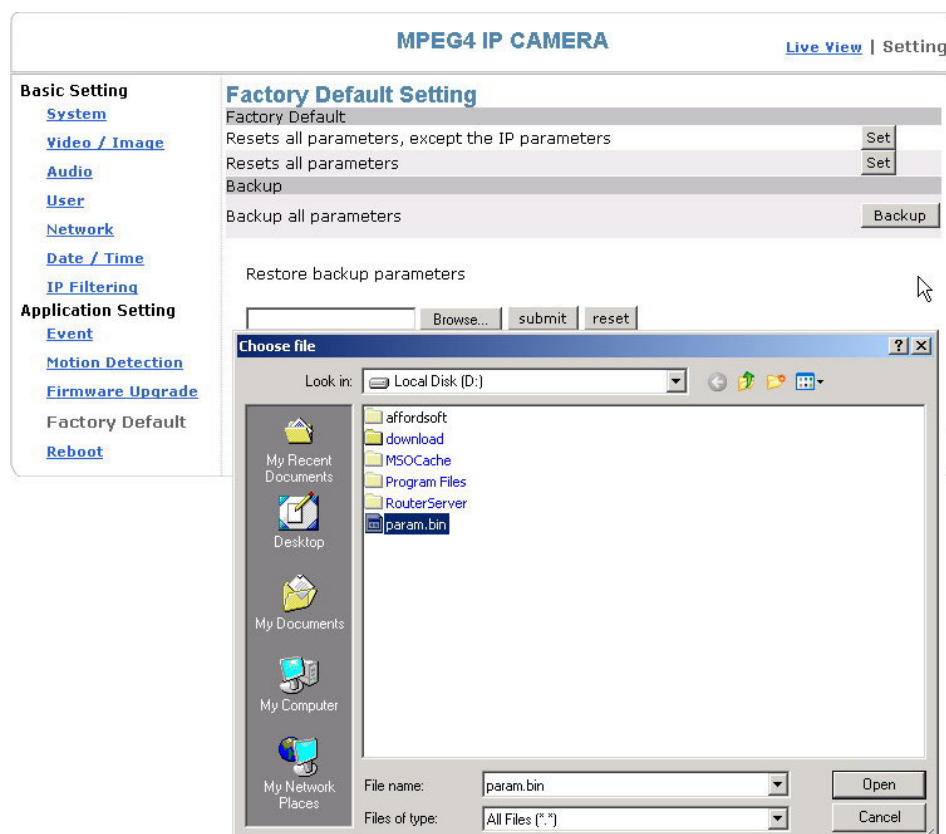 MPEG4 IP CAMERA
Live View | Setting
Basic Setting
System
Video / Image
Audio
User
Network
Date / Time
IP Filtering
Application Setting
Event
Motion Detection
Firmware Upgrade
Factory Default
Reboot
Factory Default Setting
Factory Default
Resets all parameters, except the IP parameters Set
Resets all parameters Set
Backup
Backup all parameters Backup
Restore backup parameters
Browse... submit reset
Choose file ? X
Look in: Local Disk (D:)
My Recent
Documents
Desktop
My Documents
My Computer
My Network
Places
affordsoft
download
MSOCache
Program Files
RouterServer
param.bin
File name: param.bin Open
Files of type: All Files (*.*) Cancel